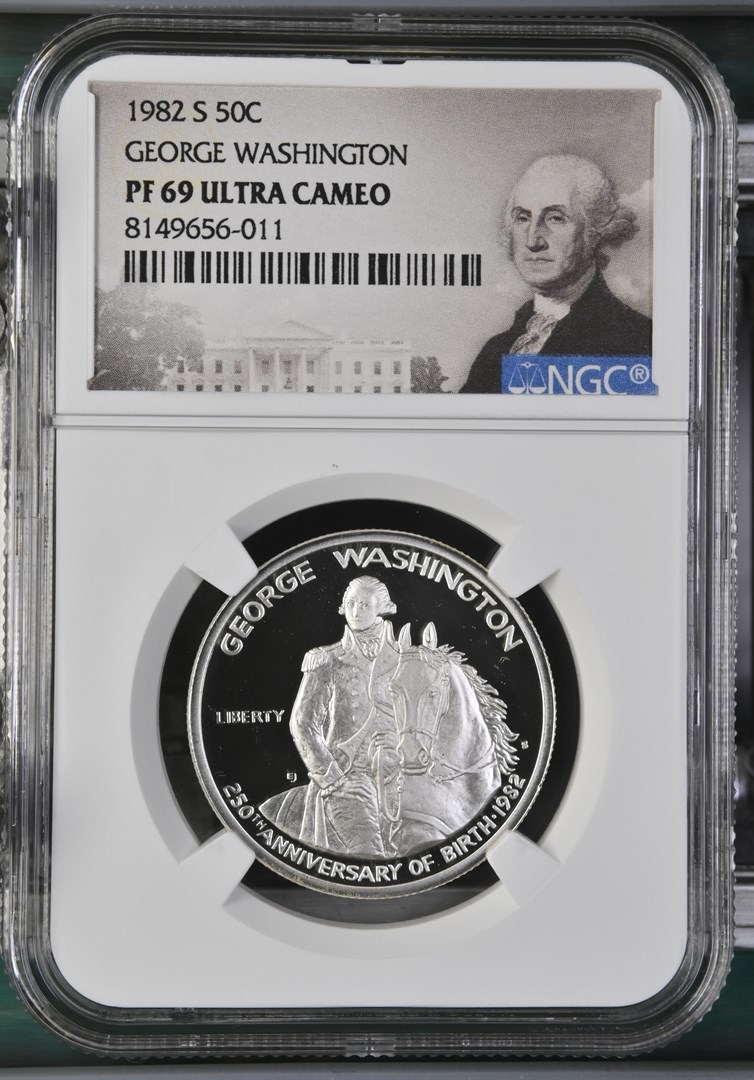 1982 S 50C
GEORGE WASHINGTON
PF 69 ULTRA CAMEO
8149656-011
NGC®
GEORGE WASHINGTON
LIBERTY
S
EJ
250TH ANNIVERSARY OF BIRTH·1982